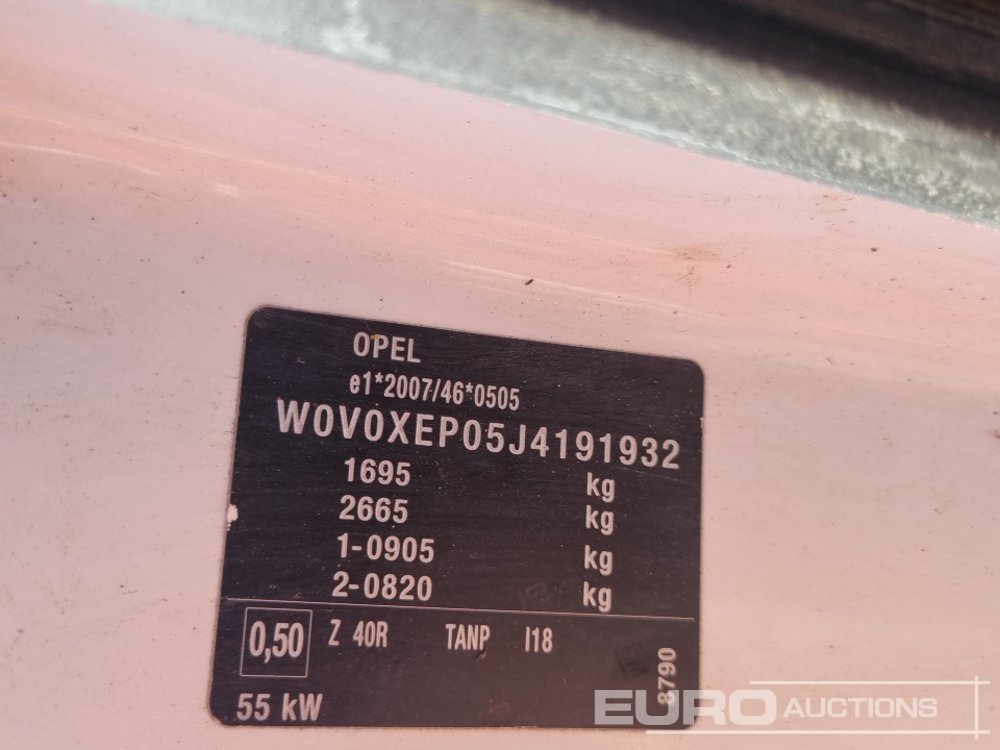 OPEL
e1*2007/46*0505
W0V0XEP05J4191932
1695 kg
2665 kg
1-0905 kg
2-0820 kg
0,50 Z 40R TANP I18
55 kW
8790
EURO AUCTIONS